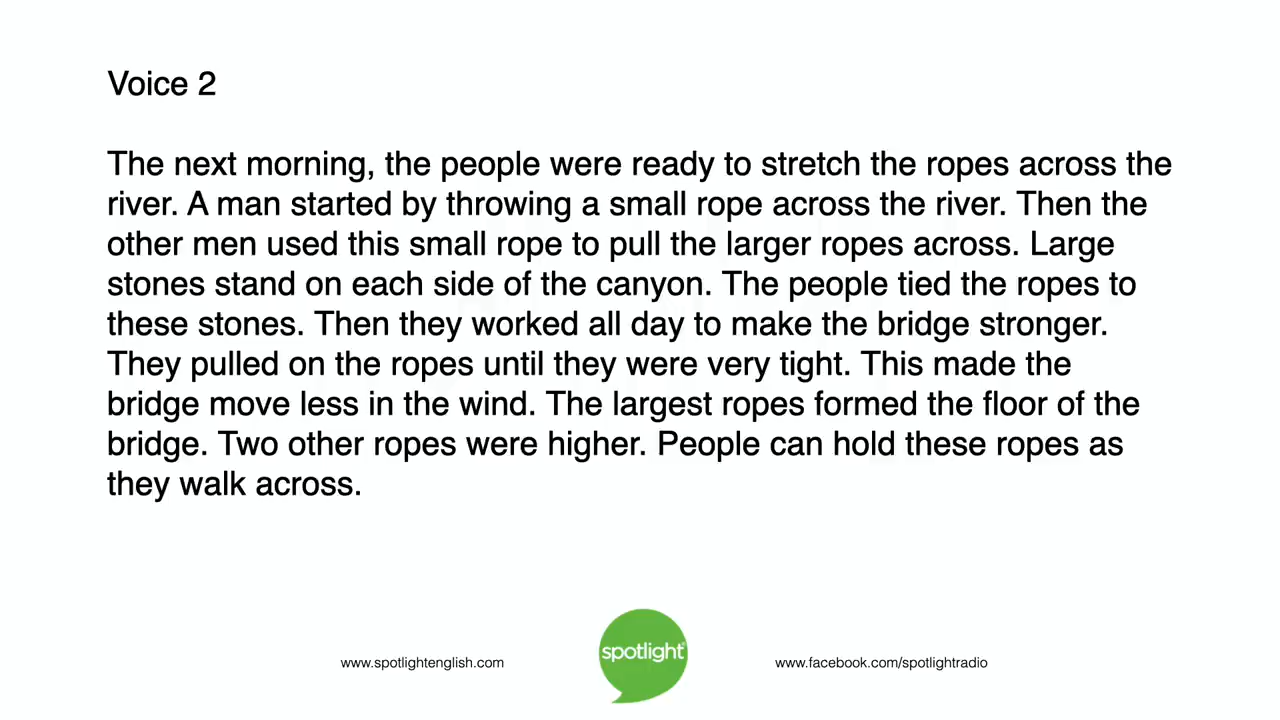 Voice 2
The next morning, the people were ready to stretch the ropes across the
river. A man started by throwing a small rope across the river. Then the
other men used this small rope to pull the larger ropes across. Large
stones stand on each side of the canyon. The people tied the ropes to
these stones. Then they worked all day to make the bridge stronger.
They pulled on the ropes until they were very tight. This made the
bridge move less in the wind. The largest ropes formed the floor of the
bridge. Two other ropes were higher. People can hold these ropes as
they walk across.
www.spotlightenglish.com
spotlight®
www.facebook.com/spotlightradio